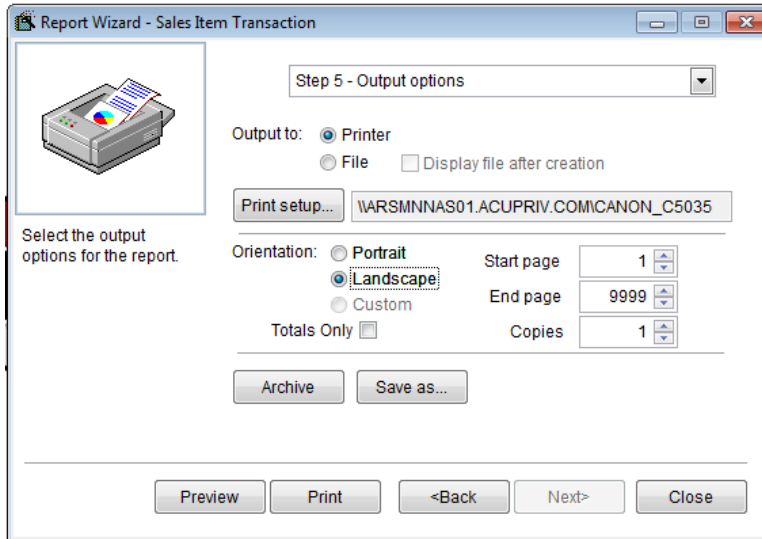 Report Wizard - Sales Item Transaction
Step 5 - Output options
Output to: Printer
File Display file after creation
Print setup... \\ARSMNNAS01.ACUPRIV.COM\CANON_C5035
Select the output
options for the report.
Orientation: Portrait Start page 1
Landscape End page 9999
Custom
Totals Only Copies 1
Archive Save as...
Preview Print <Back Next> Close